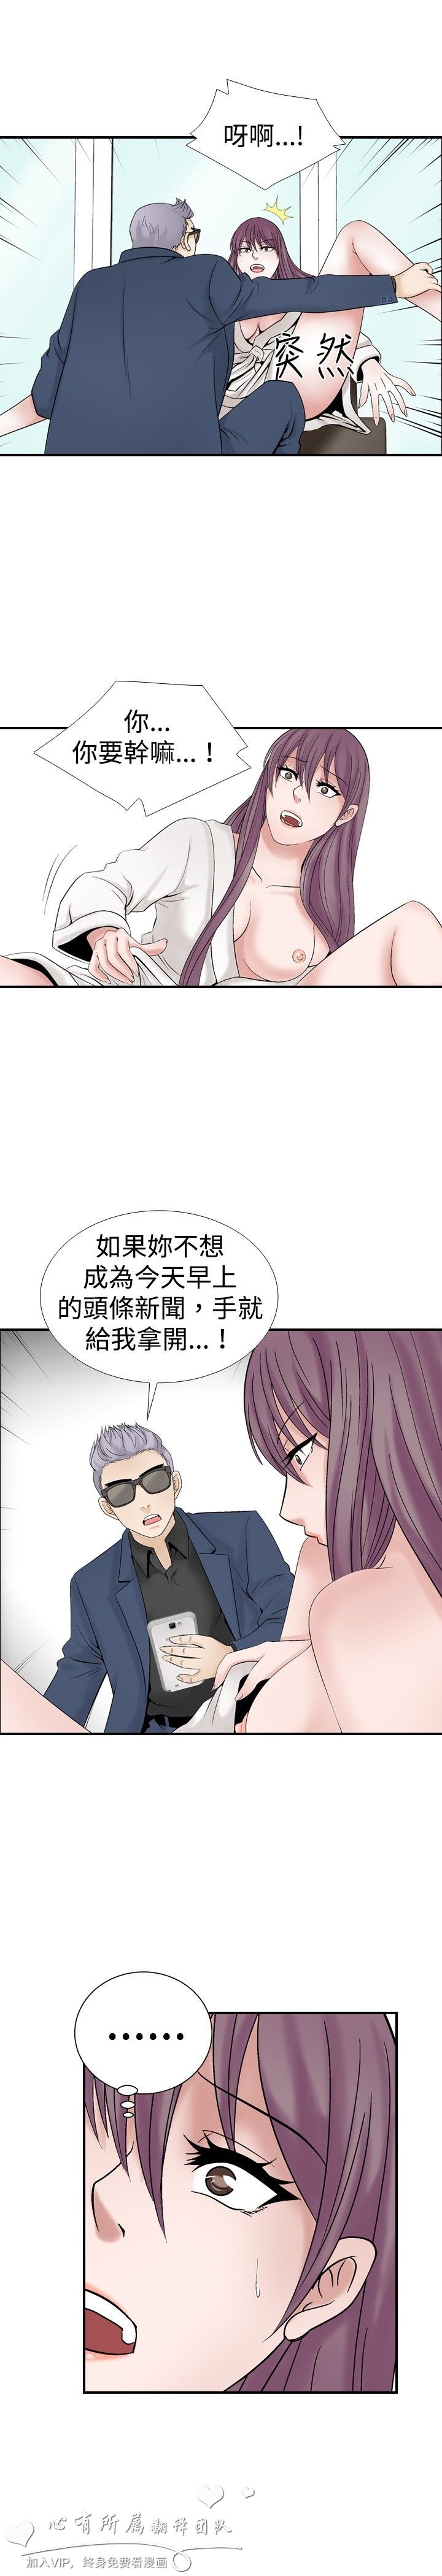 呀啊...!
突然
你...
你要幹嘛...！
如果妳不想
成為今天早上
的頭條新聞，手就
給我拿開...！
......
心有所属翻译团队
加入VIP，终身免费看漫画